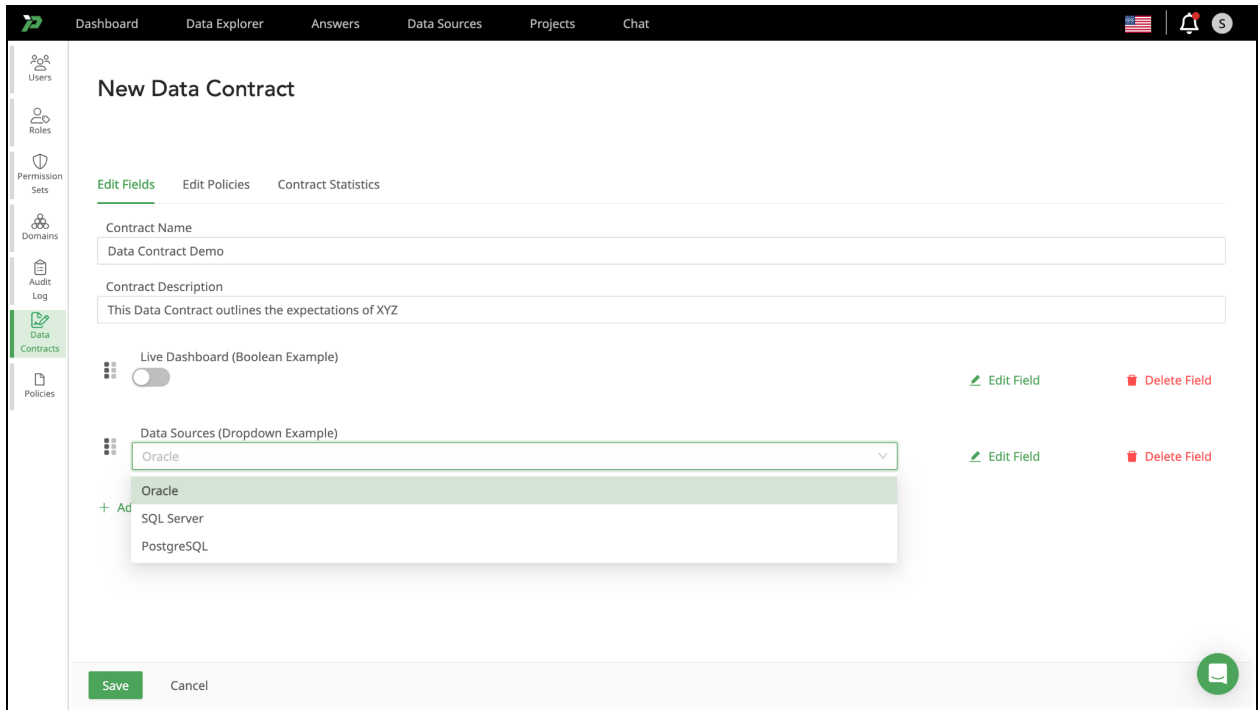 Dashboard Data Explorer Answers Data Sources Projects Chat S
Users
Roles
Permission
Sets
Domains
Audit
Log
Data
Contracts
Policies
New Data Contract
Edit Fields Edit Policies Contract Statistics
Contract Name
Data Contract Demo
Contract Description
This Data Contract outlines the expectations of XYZ
Live Dashboard (Boolean Example)
Edit Field Delete Field
Data Sources (Dropdown Example)
Oracle
Edit Field Delete Field
Oracle
+ Ad
SQL Server
PostgreSQL
Save Cancel